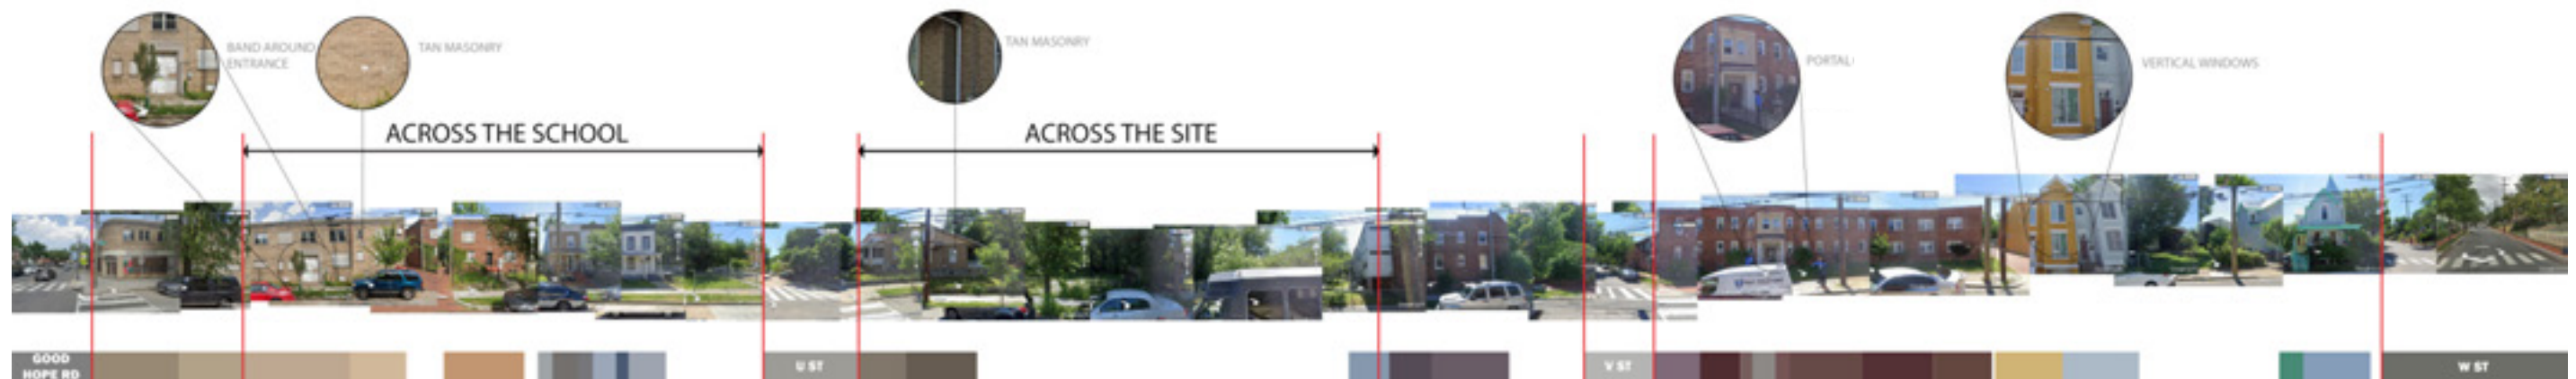 BAND AROUND
ENTRANCE
TAN MASONRY
TAN MASONRY
PORTAL
VERTICAL WINDOWS
ACROSS THE SCHOOL
ACROSS THE SITE
GOOD
HOPE RD
U ST
V ST
W ST